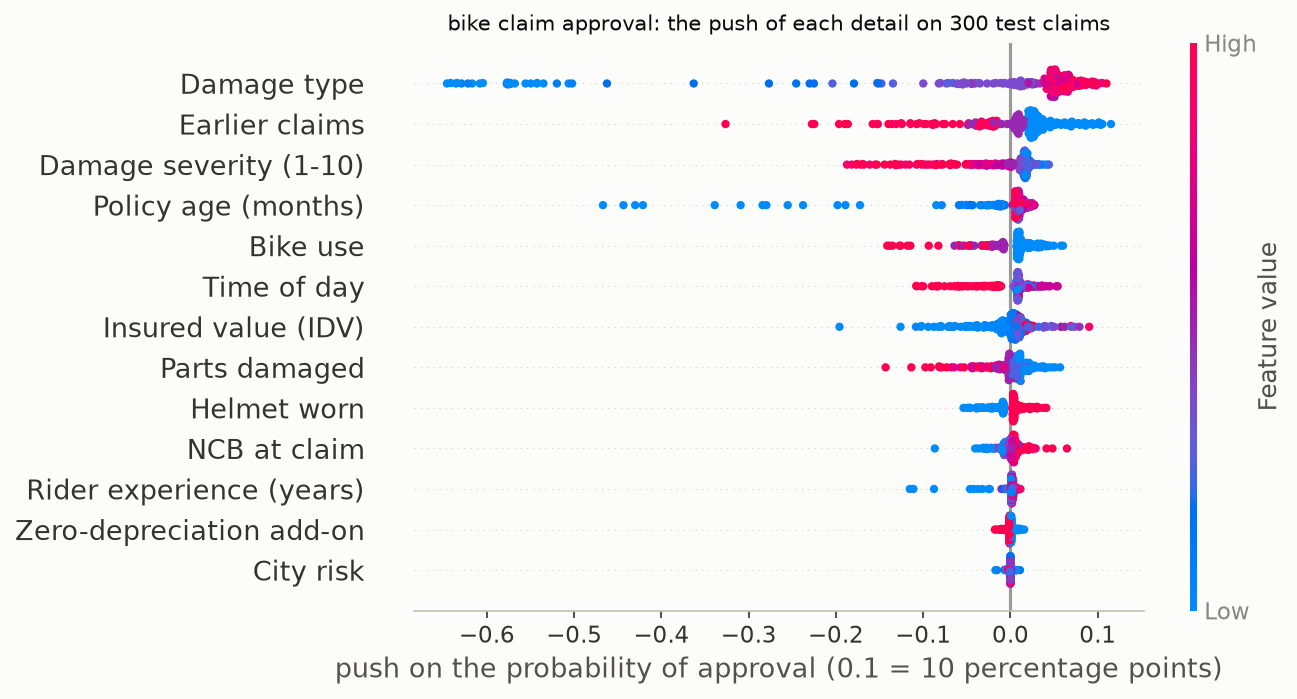 bike claim approval: the push of each detail on 300 test claims
High
Damage type
Earlier claims
Damage severity (1-10)
Policy age (months)
Bike use
Time of day
Insured value (IDV)
Parts damaged
Helmet worn
NCB at claim
Rider experience (years)
Zero-depreciation add-on
City risk
Feature value
Low
−0.6 −0.5 −0.4 −0.3 −0.2 −0.1 0.0 0.1
push on the probability of approval (0.1 = 10 percentage points)